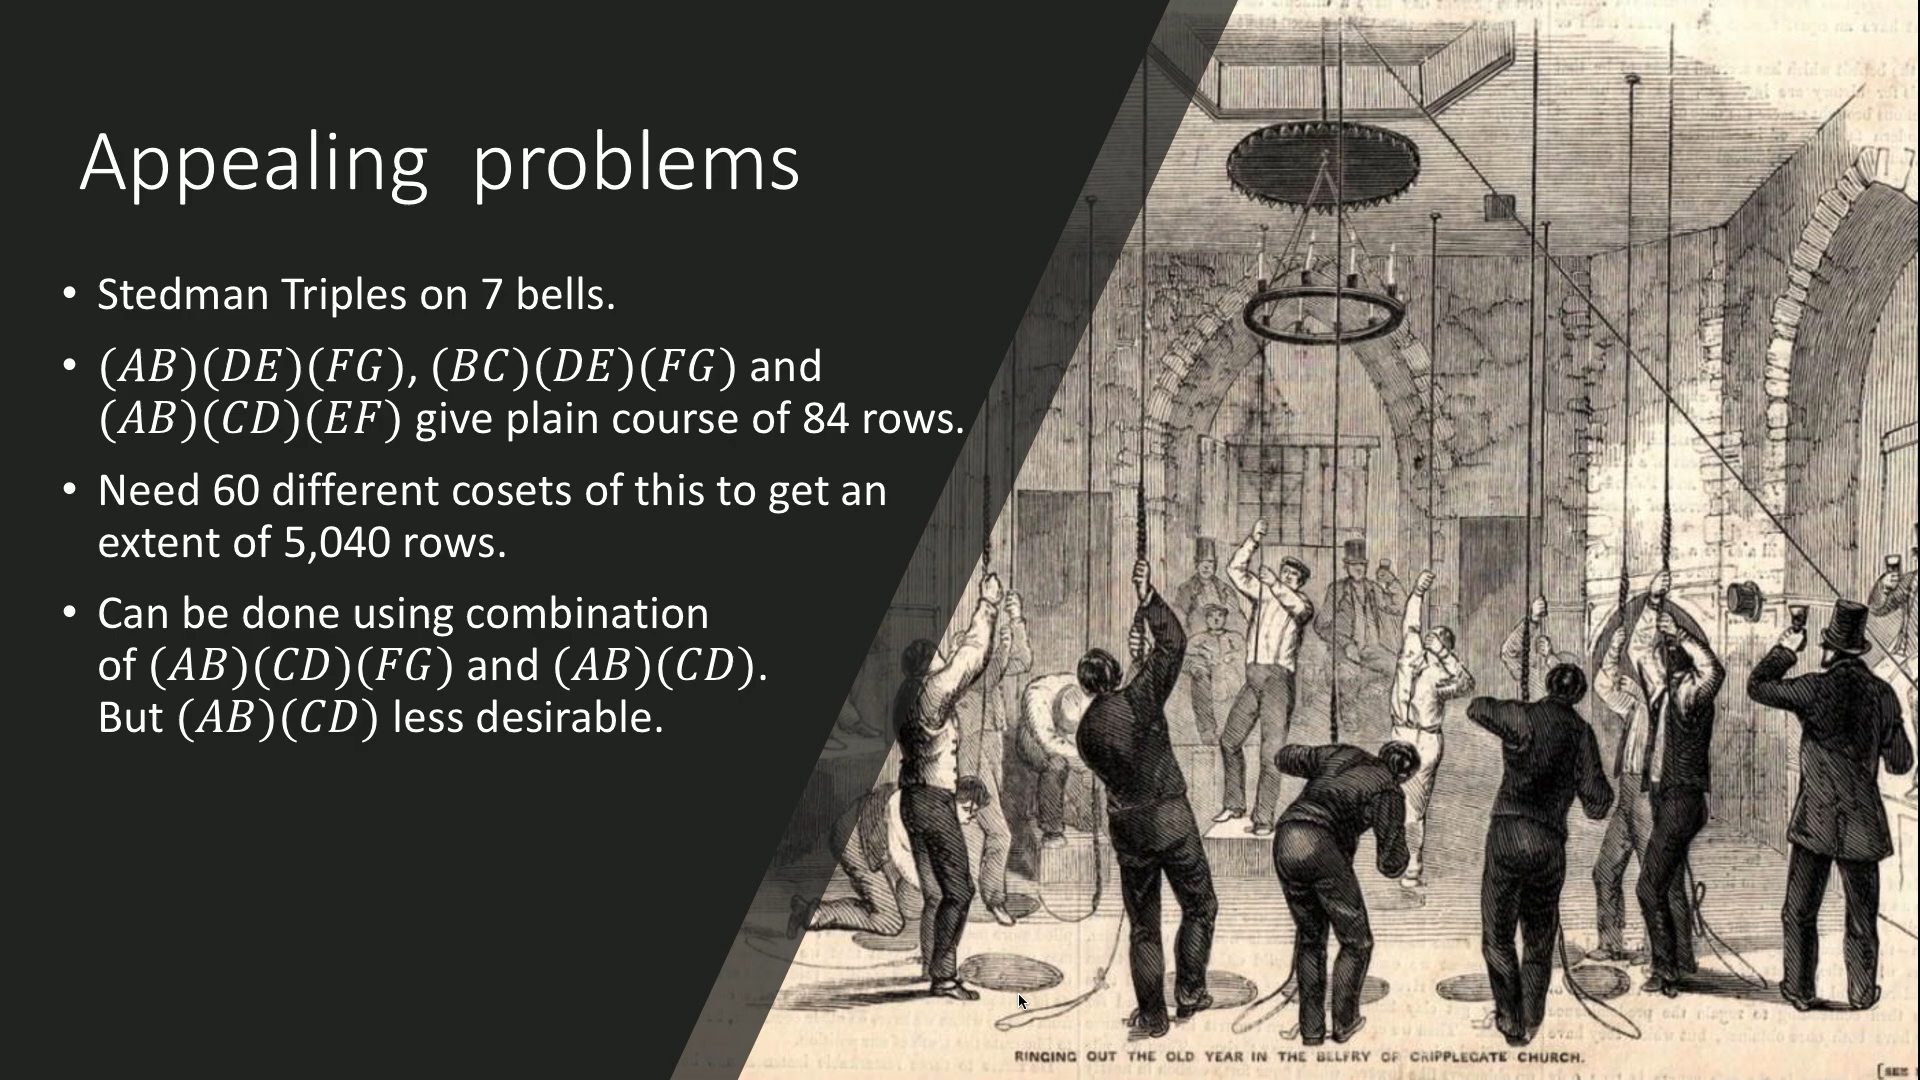 Appealing problems
• Stedman Triples on 7 bells.
• (AB)(DE)(FG), (BC)(DE)(FG) and
(AB)(CD)(EF) give plain course of 84 rows.
• Need 60 different cosets of this to get an
extent of 5,040 rows.
• Can be done using combination
of (AB)(CD)(FG) and (AB)(CD).
But (AB)(CD) less desirable.
RINGING OUT THE OLD YEAR IN THE BELFRY OF CRIPPLEGATE CHURCH.
[SEE